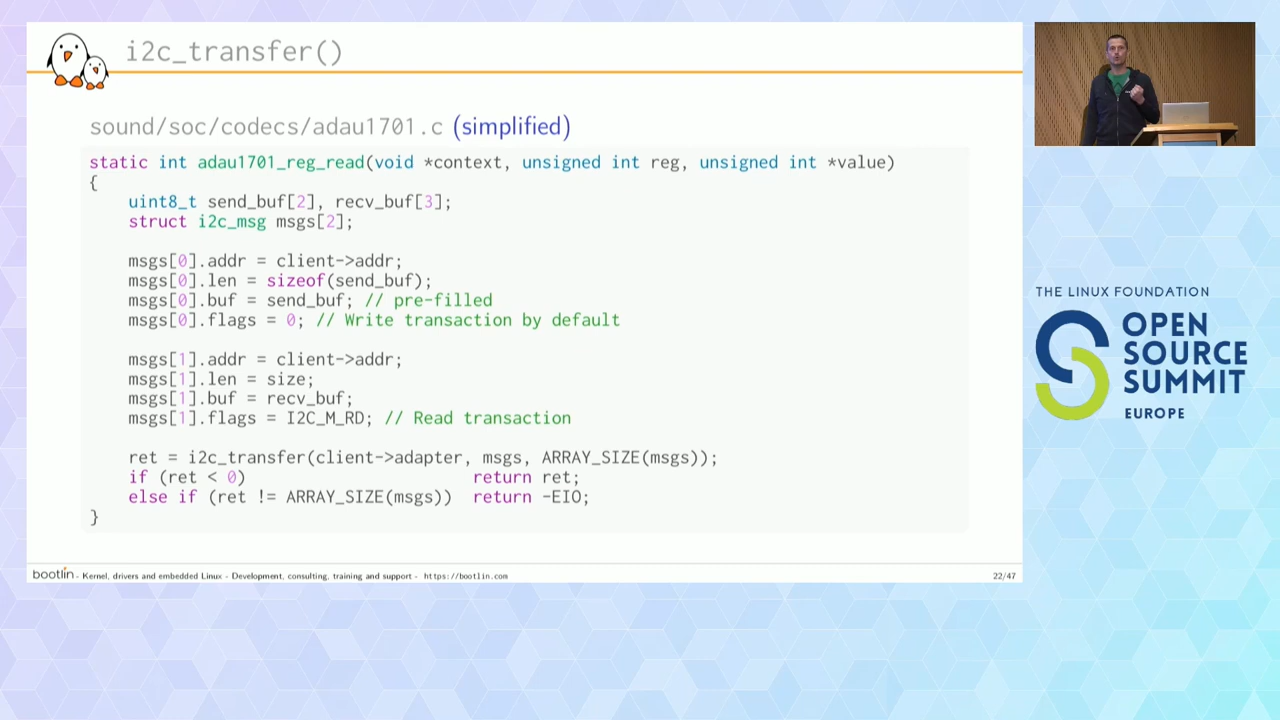 i2c_transfer()
sound/soc/codecs/adau1701.c (simplified)
static int adau1701_reg_read(void *context, unsigned int reg, unsigned int *value)
{
    uint8_t send_buf[2], recv_buf[3];
    struct i2c_msg msgs[2];
    msgs[0].addr = client->addr;
    msgs[0].len = sizeof(send_buf);
    msgs[0].buf = send_buf; // pre-filled
    msgs[0].flags = 0; // Write transaction by default
    msgs[1].addr = client->addr;
    msgs[1].len = size;
    msgs[1].buf = recv_buf;
    msgs[1].flags = I2C_M_RD; // Read transaction
    ret = i2c_transfer(client->adapter, msgs, ARRAY_SIZE(msgs));
    if (ret < 0)                       return ret;
    else if (ret != ARRAY_SIZE(msgs))  return -EIO;
}
bootlin - Kernel, drivers and embedded Linux - Development, consulting, training and support - https://bootlin.com
22/47
THE LINUX FOUNDATION
OPEN
SOURCE
SUMMIT
EUROPE